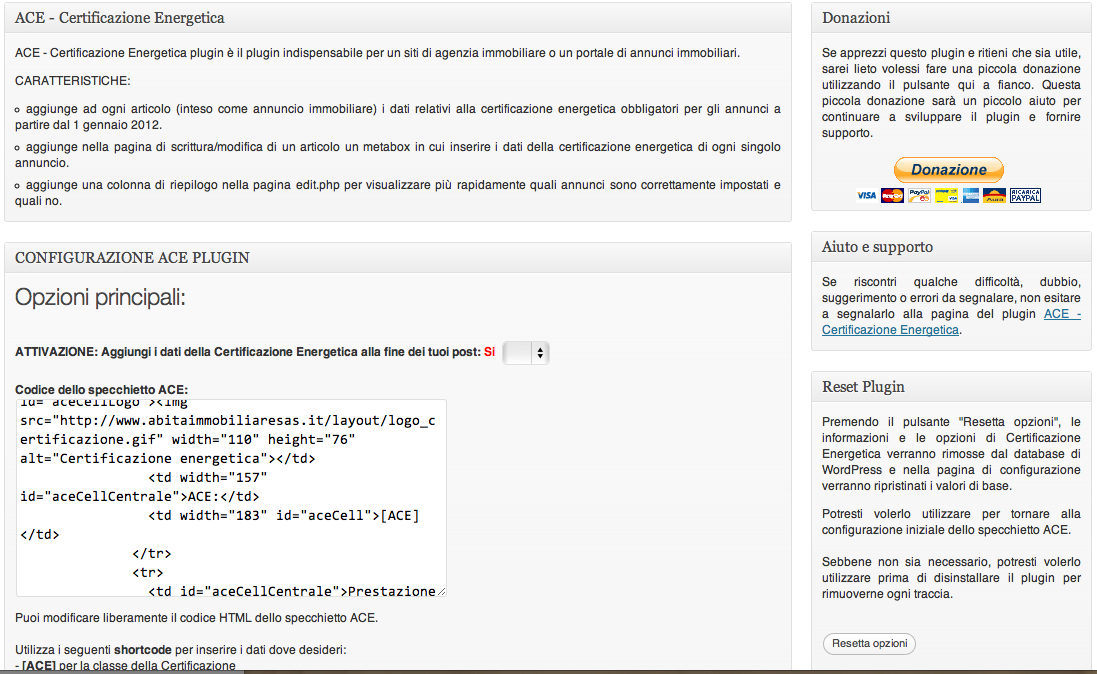 ACE - Certificazione Energetica
ACE - Certificazione Energetica plugin è il plugin indispensabile per un siti di agenzia immobiliare o un portale di annunci immobiliari.
CARATTERISTICHE:
aggiunge ad ogni articolo (inteso come annuncio immobiliare) i dati relativi alla certificazione energetica obbligatori per gli annunci a
partire dal 1 gennaio 2012.
aggiunge nella pagina di scrittura/modifica di un articolo un metabox in cui inserire i dati della certificazione energetica di ogni singolo
annuncio.
aggiunge una colonna di riepilogo nella pagina edit.php per visualizzare più rapidamente quali annunci sono correttamente impostati e
quali no.
CONFIGURAZIONE ACE PLUGIN
Opzioni principali:
ATTIVAZIONE: Aggiungi i dati della Certificazione Energetica alla fine dei tuoi post: Si
Codice dello specchietto ACE:
id="aceCellLogo"><img
src="http://www.abitaimmobiliaresas.it/layout/logo_c
ertificazione.gif" width="110" height="76"
alt="Certificazione energetica"></td>
<td width="157"
id="aceCellCentrale">ACE:</td>
<td width="183" id="aceCell">[ACE]
</td>
</tr>
<tr>
<td id="aceCellCentrale">Prestazione
Puoi modificare liberamente il codice HTML dello specchietto ACE.
Utilizza i seguenti shortcode per inserire i dati dove desideri:
- [ACE] per la classe della Certificazione
Donazioni
Se apprezzi questo plugin e ritieni che sia utile,
sarei lieto volessi fare una piccola donazione
utilizzando il pulsante qui a fianco. Questa
piccola donazione sarà un piccolo aiuto per
continuare a sviluppare il plugin e fornire
supporto.
Donazione
VISA PayPal RICARICA
PAYPAL
Aiuto e supporto
Se riscontri qualche difficoltà, dubbio,
suggerimento o errori da segnalare, non esitare
a segnalarlo alla pagina del plugin ACE -
Certificazione Energetica.
Reset Plugin
Premendo il pulsante "Resetta opzioni", le
informazioni e le opzioni di Certificazione
Energetica verranno rimosse dal database di
WordPress e nella pagina di configurazione
verranno ripristinati i valori di base.
Potresti volerlo utilizzare per tornare alla
configurazione iniziale dello specchietto ACE.
Sebbene non sia necessario, potresti volerlo
utilizzare prima di disinstallare il plugin per
rimuoverne ogni traccia.
Resetta opzioni